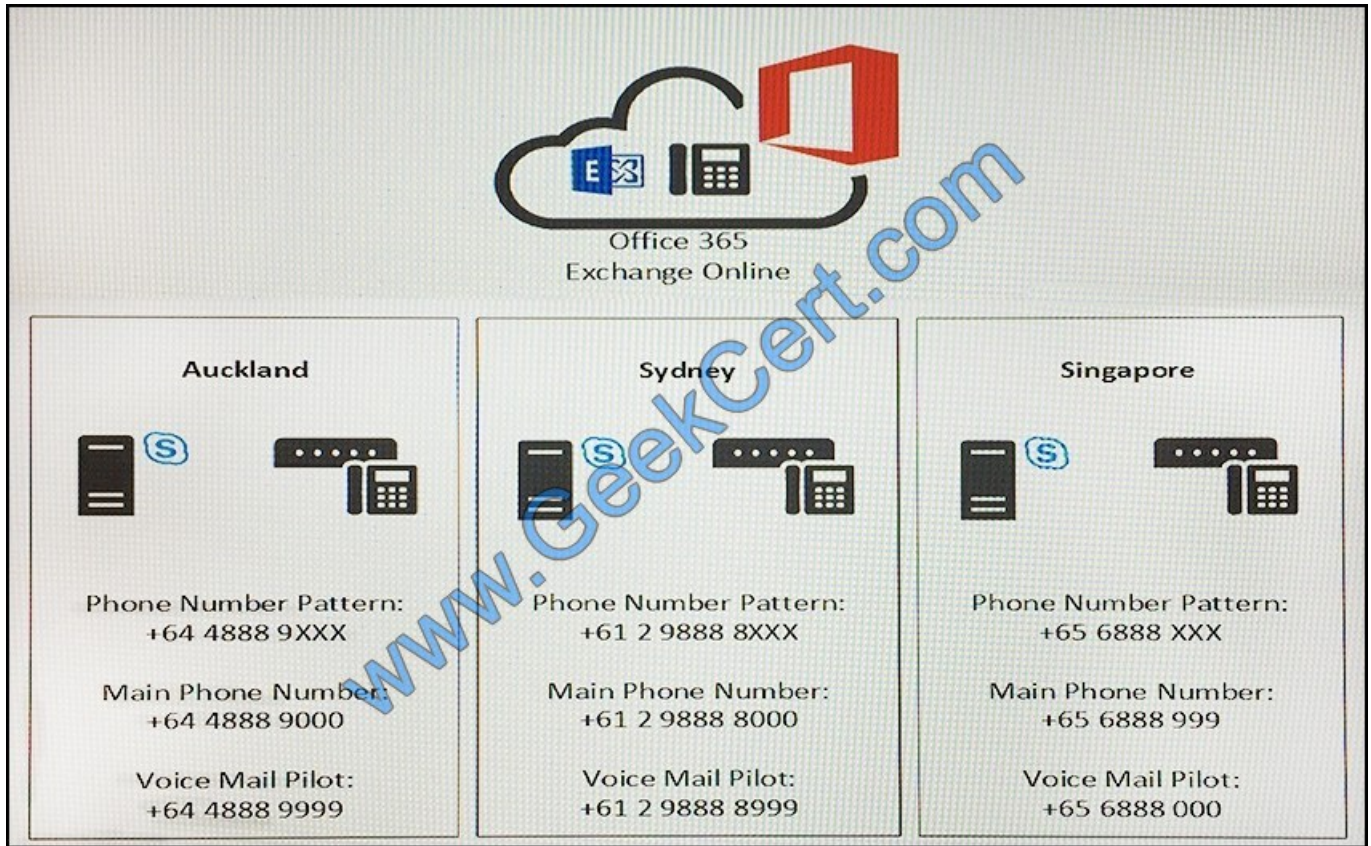 Office 365
Exchange Online
Auckland
Phone Number Pattern:
+64 4888 9XXX
Main Phone Number:
+64 4888 9000
Voice Mail Pilot:
+64 4888 9999
Sydney
Phone Number Pattern:
+61 2 9888 8XXX
Main Phone Number:
+61 2 9888 8000
Voice Mail Pilot:
+61 2 9888 8999
Singapore
Phone Number Pattern:
+65 6888 XXX
Main Phone Number:
+65 6888 999
Voice Mail Pilot:
+65 6888 000
E
S
S
S
www.GeekCert.com